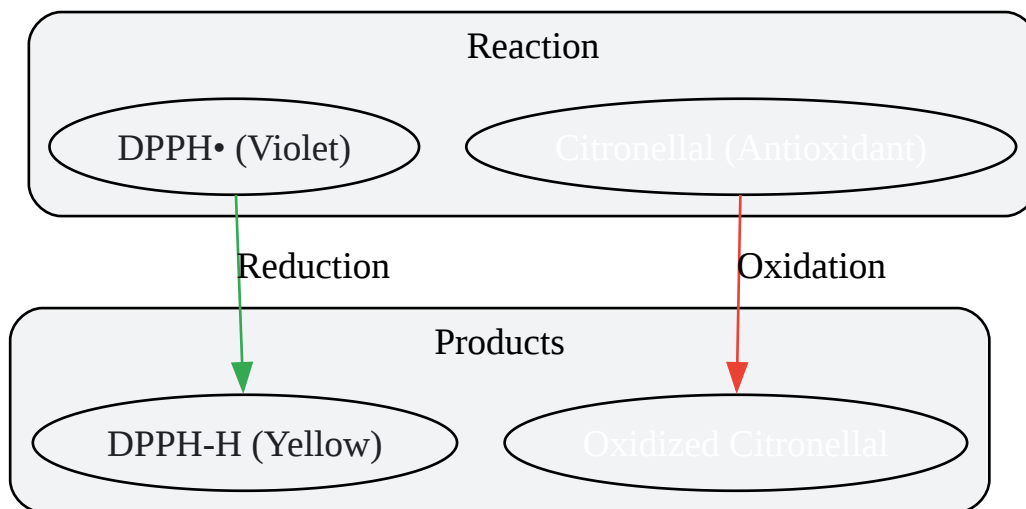 Reaction
DPPH• (Violet)
Citronellal (Antioxidant)
Reduction
Oxidation
Products
DPPH-H (Yellow)
Oxidized Citronellal